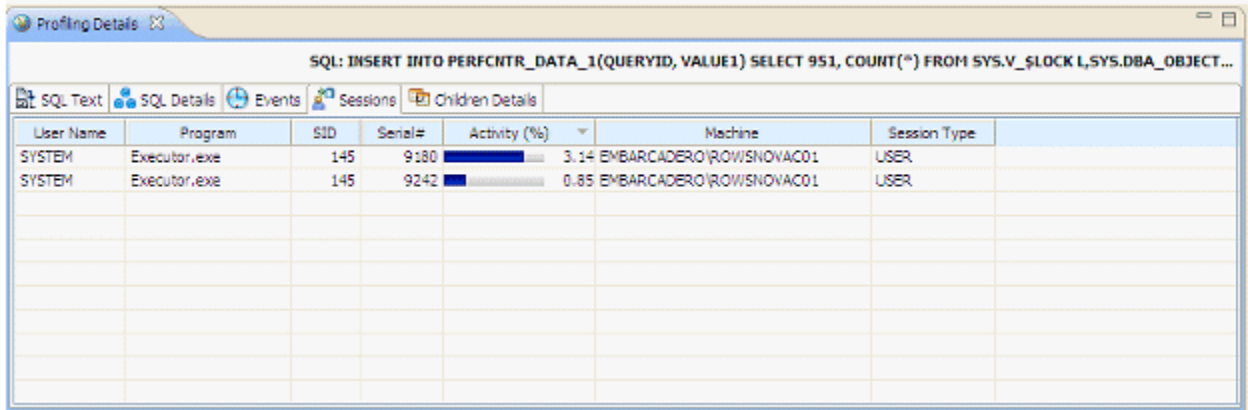 Profiling Details
SQL: INSERT INTO PERFCNTR_DATA_1(QUERYID, VALUE1) SELECT 951, COUNT(*) FROM SYS.V_$LOCK L,SYS.DBA_OBJECT...
SQL Text SQL Details Events Sessions Children Details
User Name Program SID Serial# Activity (%) Machine Session Type
SYSTEM Executor.exe 145 9180 3.14 EMBARCADERO\ROWSNOVAC01 USER
SYSTEM Executor.exe 145 9242 0.85 EMBARCADERO\ROWSNOVAC01 USER